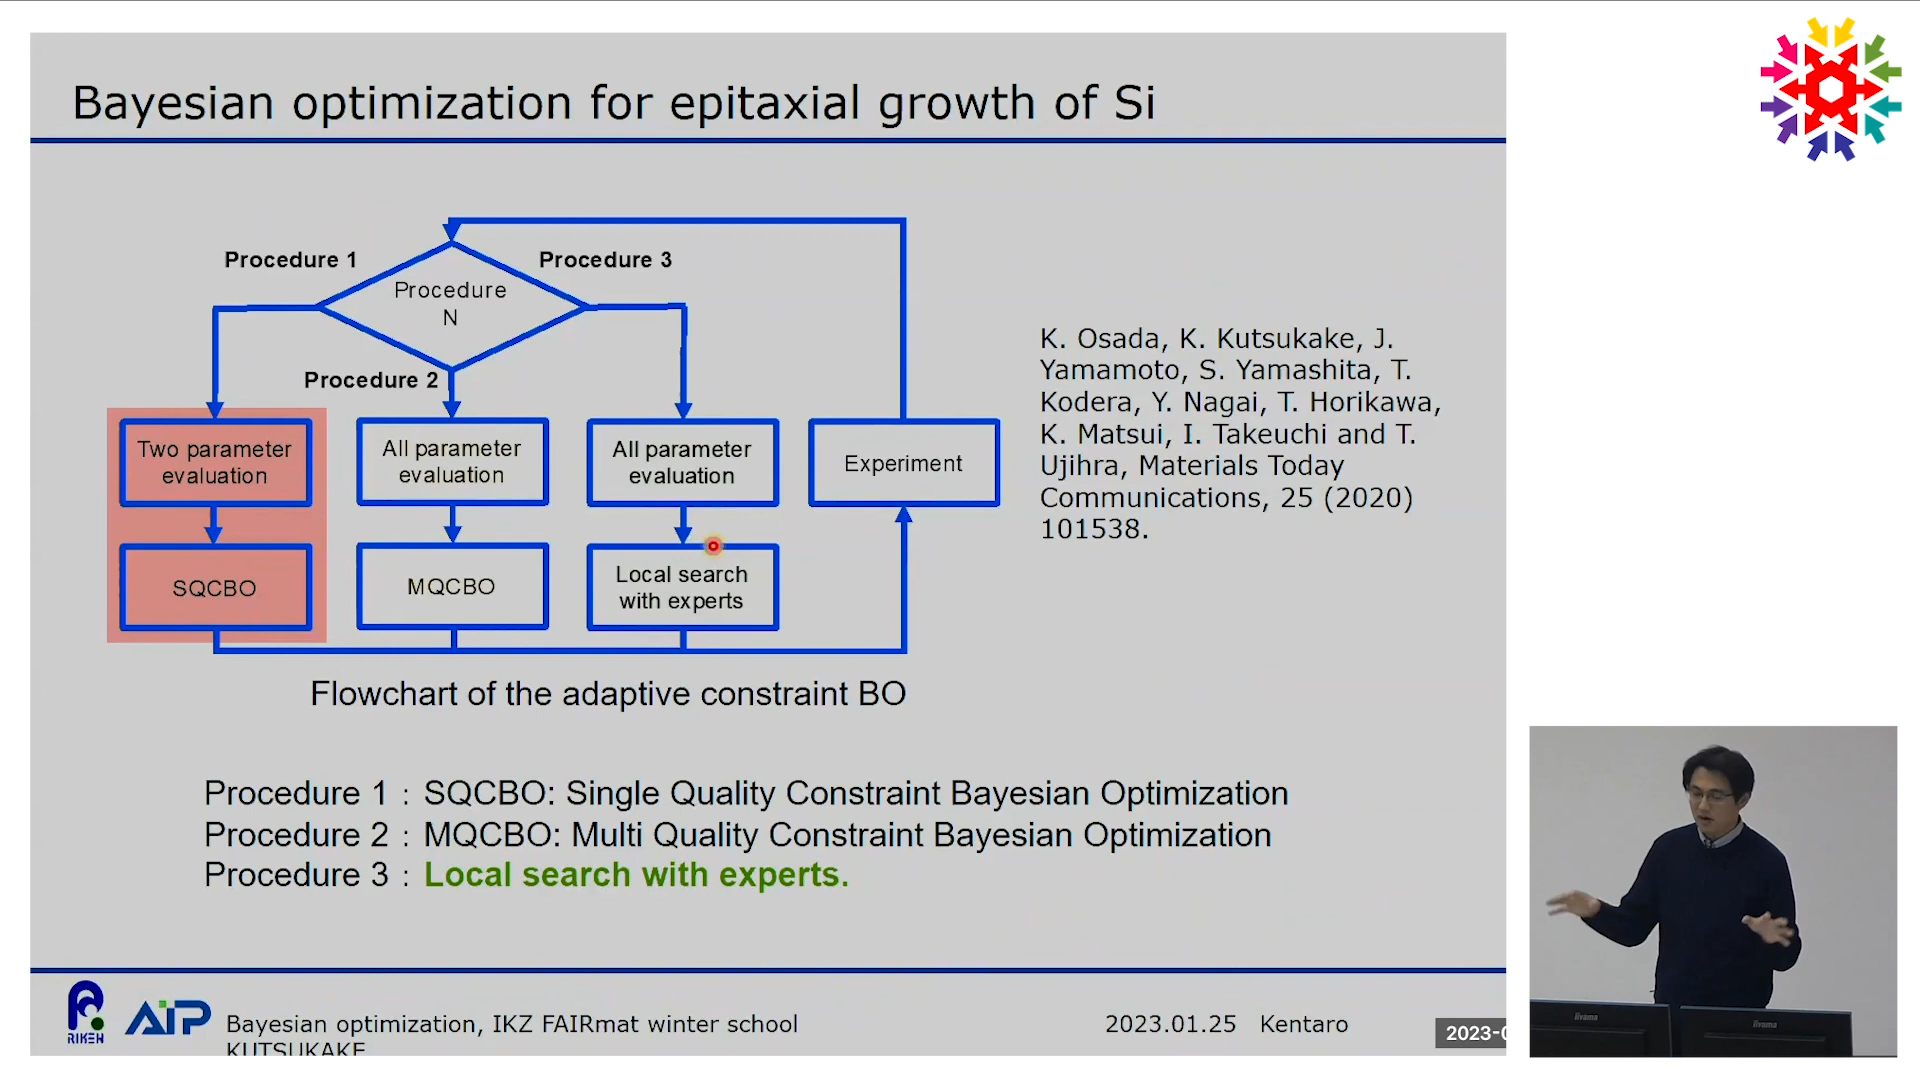 Bayesian optimization for epitaxial growth of Si
Procedure 1
Procedure 3
Procedure
N
Procedure 2
Two parameter
evaluation
All parameter
evaluation
All parameter
evaluation
Experiment
SQCBO
MQCBO
Local search
with experts
Flowchart of the adaptive constraint BO
K. Osada, K. Kutsukake, J.
Yamamoto, S. Yamashita, T.
Kodera, Y. Nagai, T. Horikawa,
K. Matsui, I. Takeuchi and T.
Ujihra, Materials Today
Communications, 25 (2020)
101538.
Procedure 1 : SQCBO: Single Quality Constraint Bayesian Optimization
Procedure 2 : MQCBO: Multi Quality Constraint Bayesian Optimization
Procedure 3 : Local search with experts.
RIKEN
AIP
Bayesian optimization, IKZ FAIRmat winter school
KUTSUKAKE
2023.01.25 Kentaro
2023-0
iiyama
iiyama